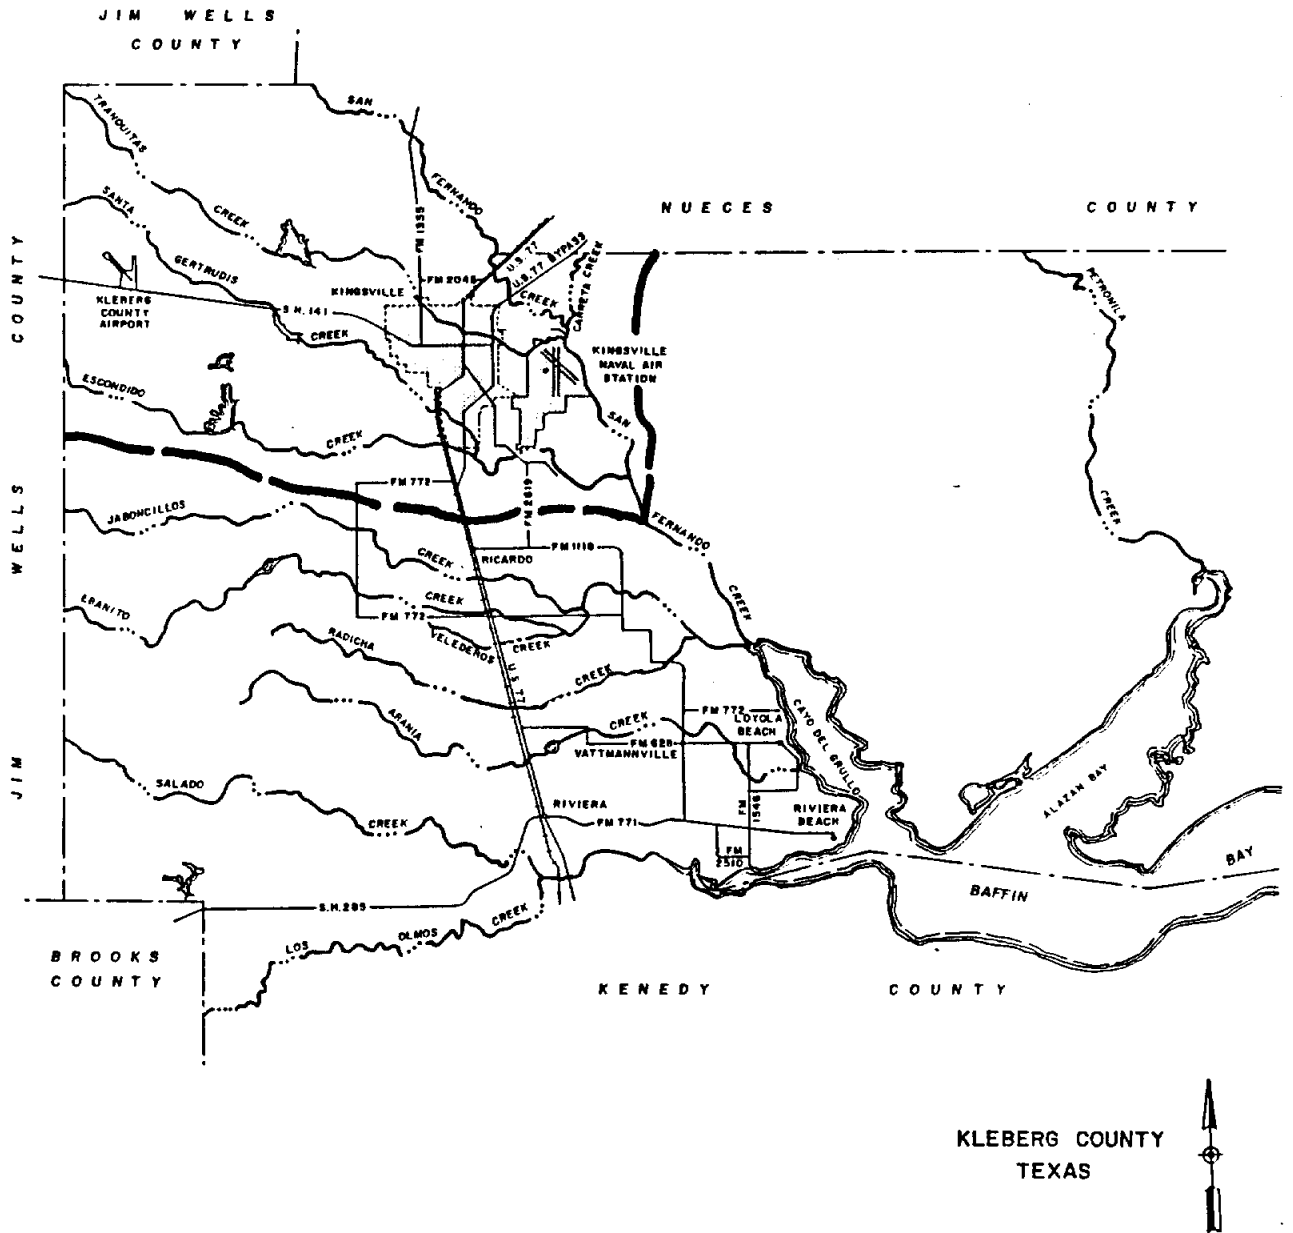 JIM WELLS
COUNTY
SAN
TRANQUITAS
FERNANDO
SANTA
CREEK
NUECES COUNTY
FM 1355
U.S. 77
U.S. 77 BYPASS
CARRETA CREEK
GERTRUDIS
FM 2045
KINGSVILLE
CREEK
PETRONILA
KLEBERG
COUNTY
AIRPORT
S.H. 141
CREEK
KINGSVILLE
NAVAL AIR
STATION
ESCONDIDO
CREEK
SAN
JIM WELLS COUNTY
FM 772
FM 2619
CREEK
JABONCILLOS
FERNANDO
CREEK
FM 1118
RICARDO
CREEK
CREEK
EBANITO
FM 772
VELEDEROS
CREEK
RADICHA
U.S. 77
CREEK
ARANIA
CREEK
FM 772
LOYOLA
BEACH
CAYO DEL GRULLO
FM 628
VATTMANNVILLE
SALADO
ALAZAN BAY
RIVIERA
FM
1546
RIVIERA
BEACH
CREEK
FM 771
FM
2510
BAFFIN BAY
S.H. 285
CREEK
LOS OLMOS
BROOKS
COUNTY
KENEDY COUNTY
KLEBERG COUNTY
TEXAS